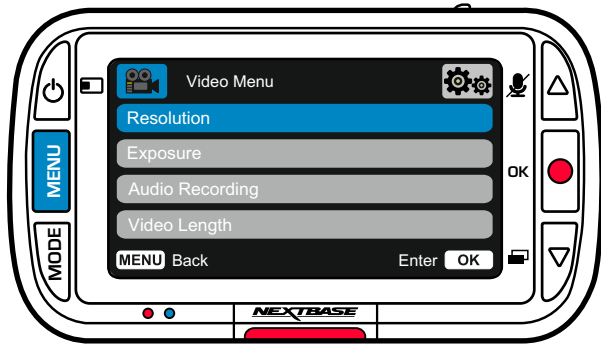 Video Menu
Resolution
Exposure
Audio Recording
Video Length
MENU Back
Enter OK
MENU
MODE
OK
NEXTBASE